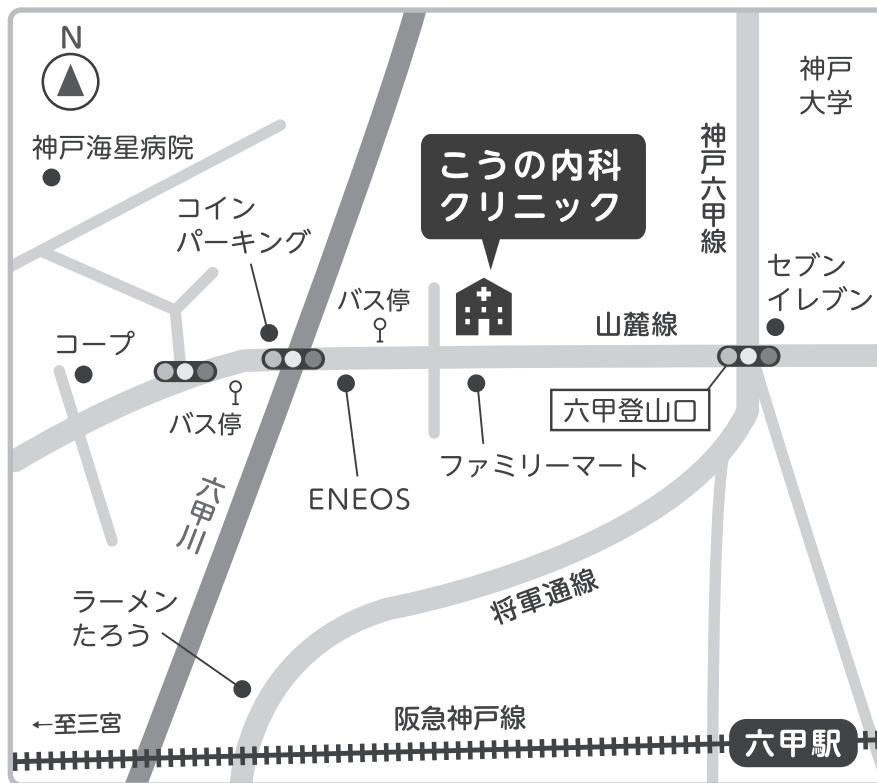 N
神戸海星病院
コイン
パーキング
こうの内科
クリニック
神戸六甲線
神戸
大学
セブン
イレブン
バス停
山麓線
コープ
六甲登山口
バス停
ファミリーマート
ENEOS
六甲川
将軍通線
ラーメン
たろう
←至三宮
阪急神戸線
六甲駅